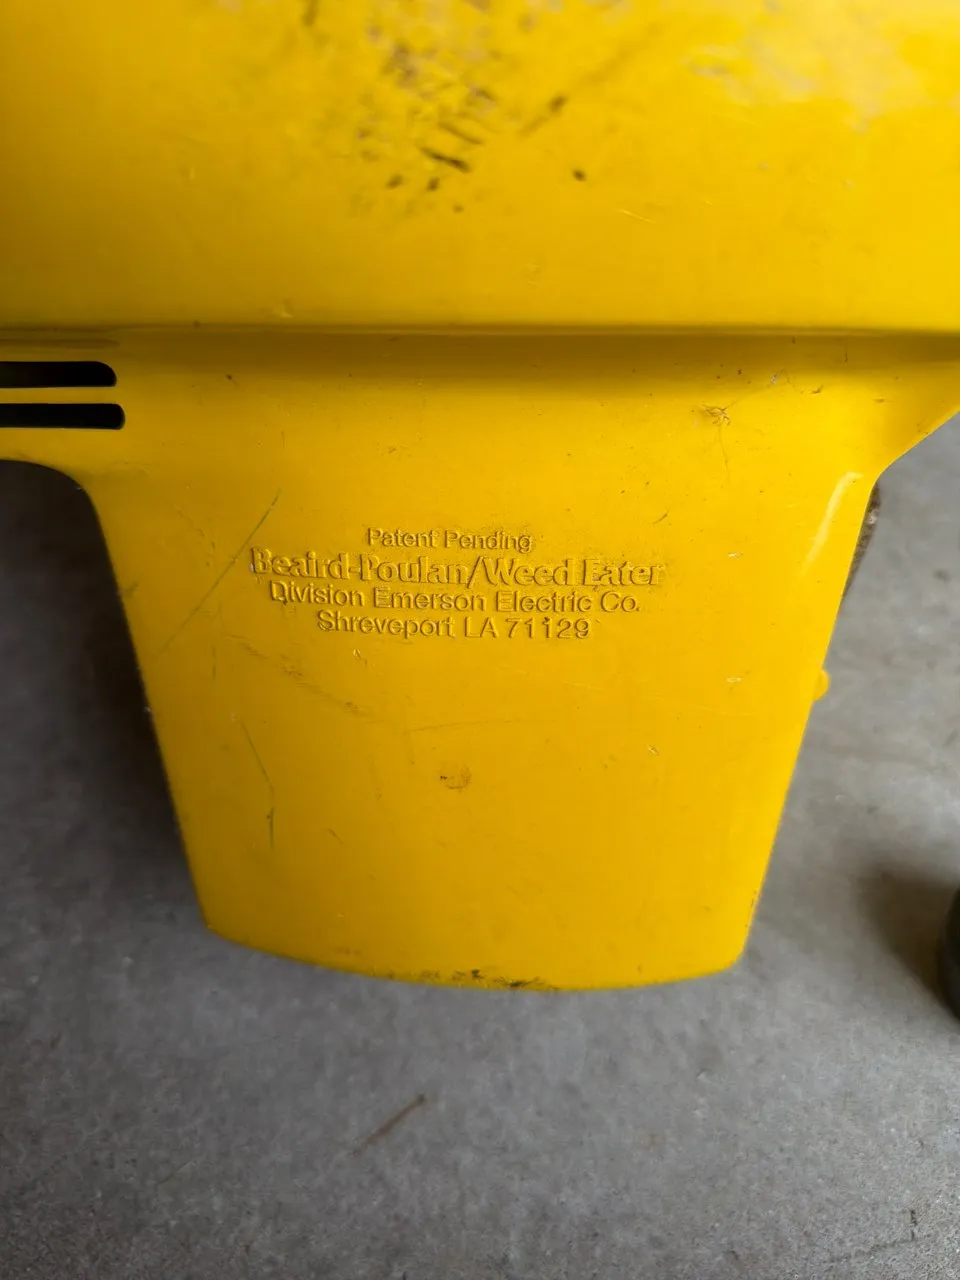 Patent Pending
Beaird-Poulan/Weed Eater
Division Emerson Electric Co.
Shreveport LA 71129